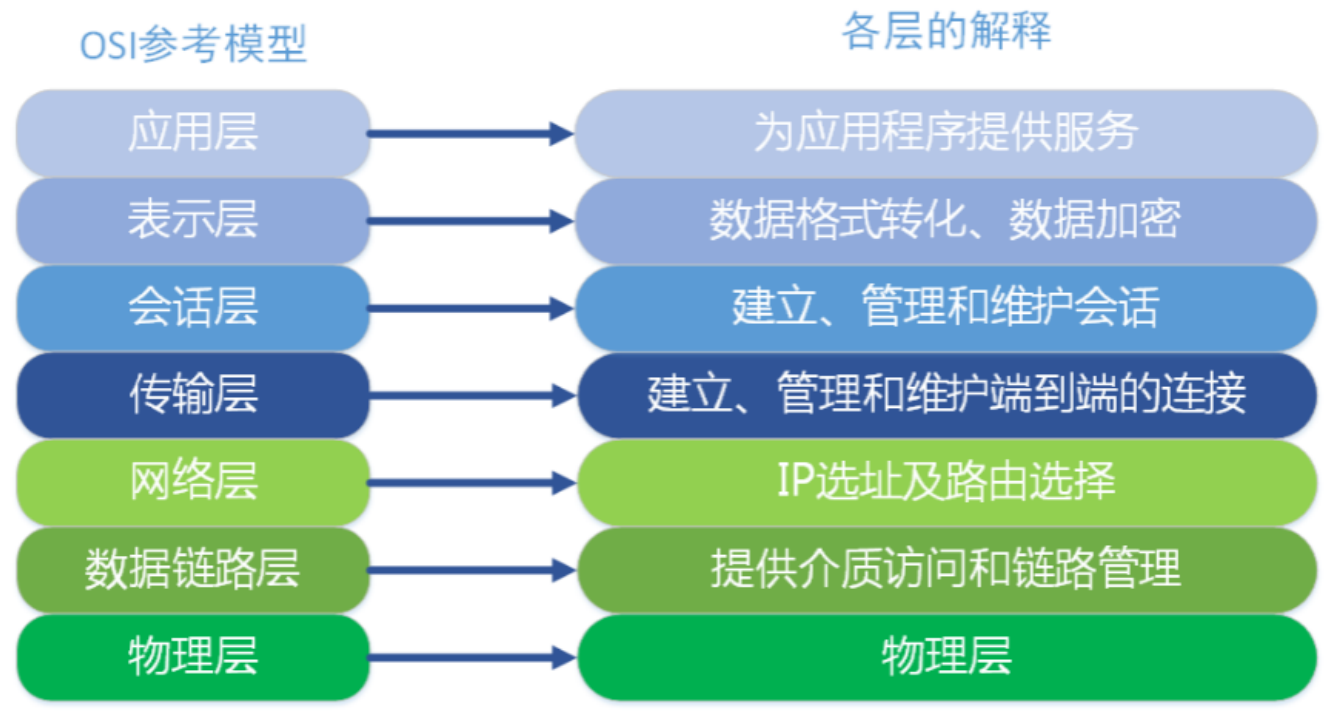 OSI参考模型
各层的解释
应用层
为应用程序提供服务
表示层
数据格式转化、数据加密
会话层
建立、管理和维护会话
传输层
建立、管理和维护端到端的连接
网络层
IP选址及路由选择
数据链路层
提供介质访问和链路管理
物理层
物理层